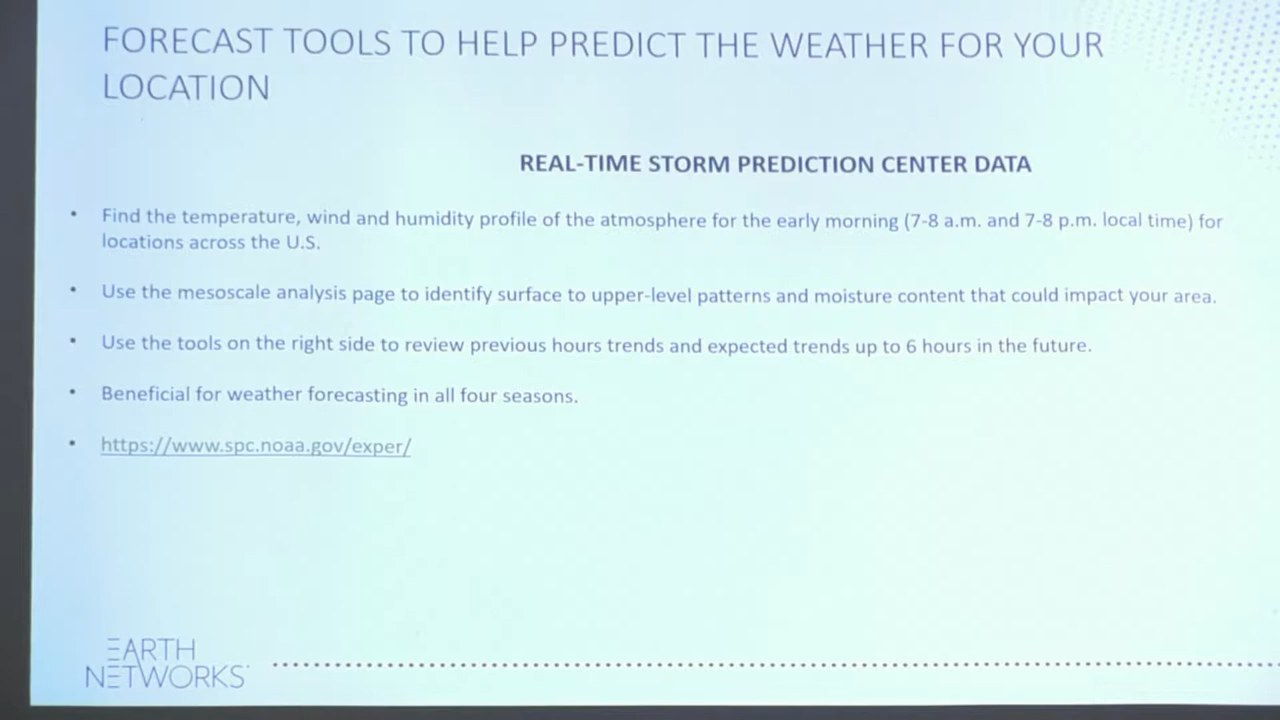 FORECAST TOOLS TO HELP PREDICT THE WEATHER FOR YOUR
LOCATION
REAL-TIME STORM PREDICTION CENTER DATA
• Find the temperature, wind and humidity profile of the atmosphere for the early morning (7-8 a.m. and 7-8 p.m. local time) for
locations across the U.S.
• Use the mesoscale analysis page to identify surface to upper-level patterns and moisture content that could impact your area.
• Use the tools on the right side to review previous hours trends and expected trends up to 6 hours in the future.
• Beneficial for weather forecasting in all four seasons.
• https://www.spc.noaa.gov/exper/
EARTH
NETWORKS